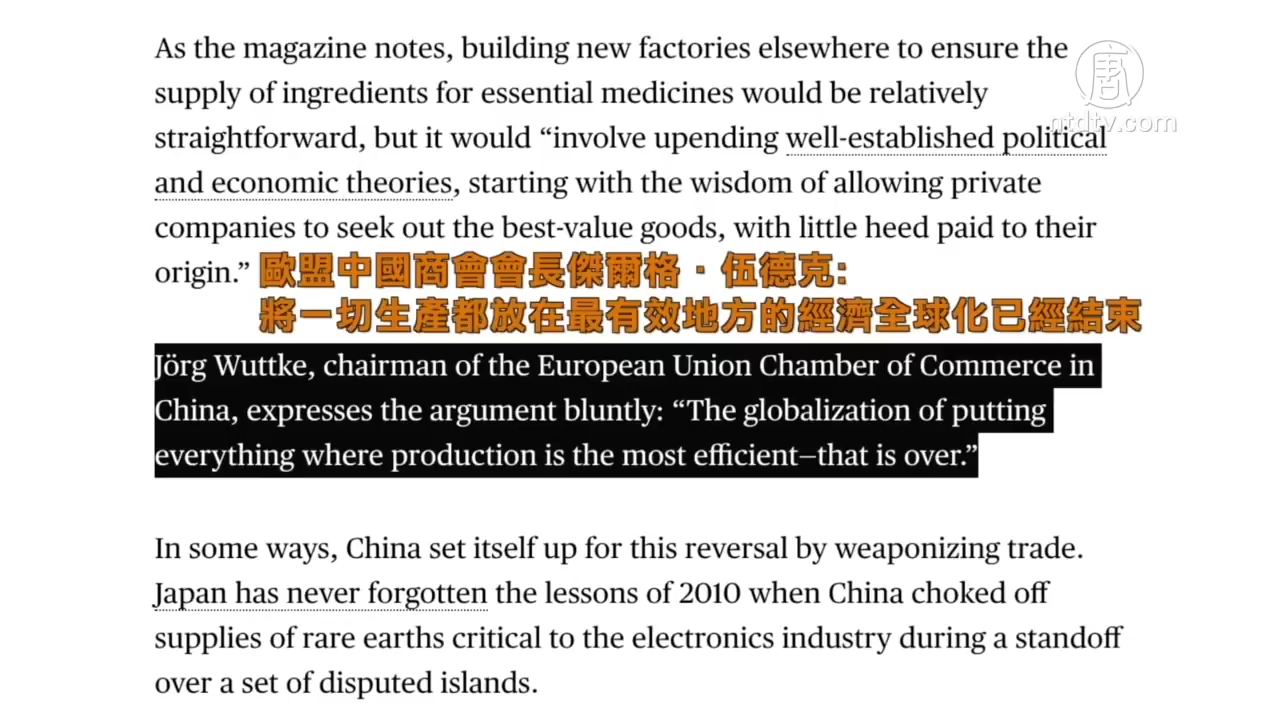 As the magazine notes, building new factories elsewhere to ensure the
supply of ingredients for essential medicines would be relatively
straightforward, but it would “involve upending well-established political
and economic theories, starting with the wisdom of allowing private
companies to seek out the best-value goods, with little heed paid to their
origin.”
唐
ntdtv.com
歐盟中國商會會長傑爾格·伍德克:
將一切生產都放在最有效地方的經濟全球化已經結束
Jörg Wuttke, chairman of the European Union Chamber of Commerce in
China, expresses the argument bluntly: “The globalization of putting
everything where production is the most efficient—that is over.”
In some ways, China set itself up for this reversal by weaponizing trade.
Japan has never forgotten the lessons of 2010 when China choked off
supplies of rare earths critical to the electronics industry during a standoff
over a set of disputed islands.